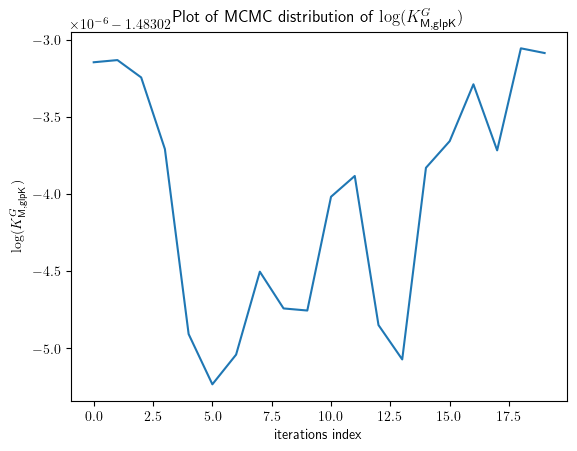 Plot of MCMC distribution of log(K^G_M,glpK)
×10⁻⁶−1.48302
−3.0
−3.5
−4.0
−4.5
−5.0
log(K^G_M,glpK)
0.0 2.5 5.0 7.5 10.0 12.5 15.0 17.5
iterations index